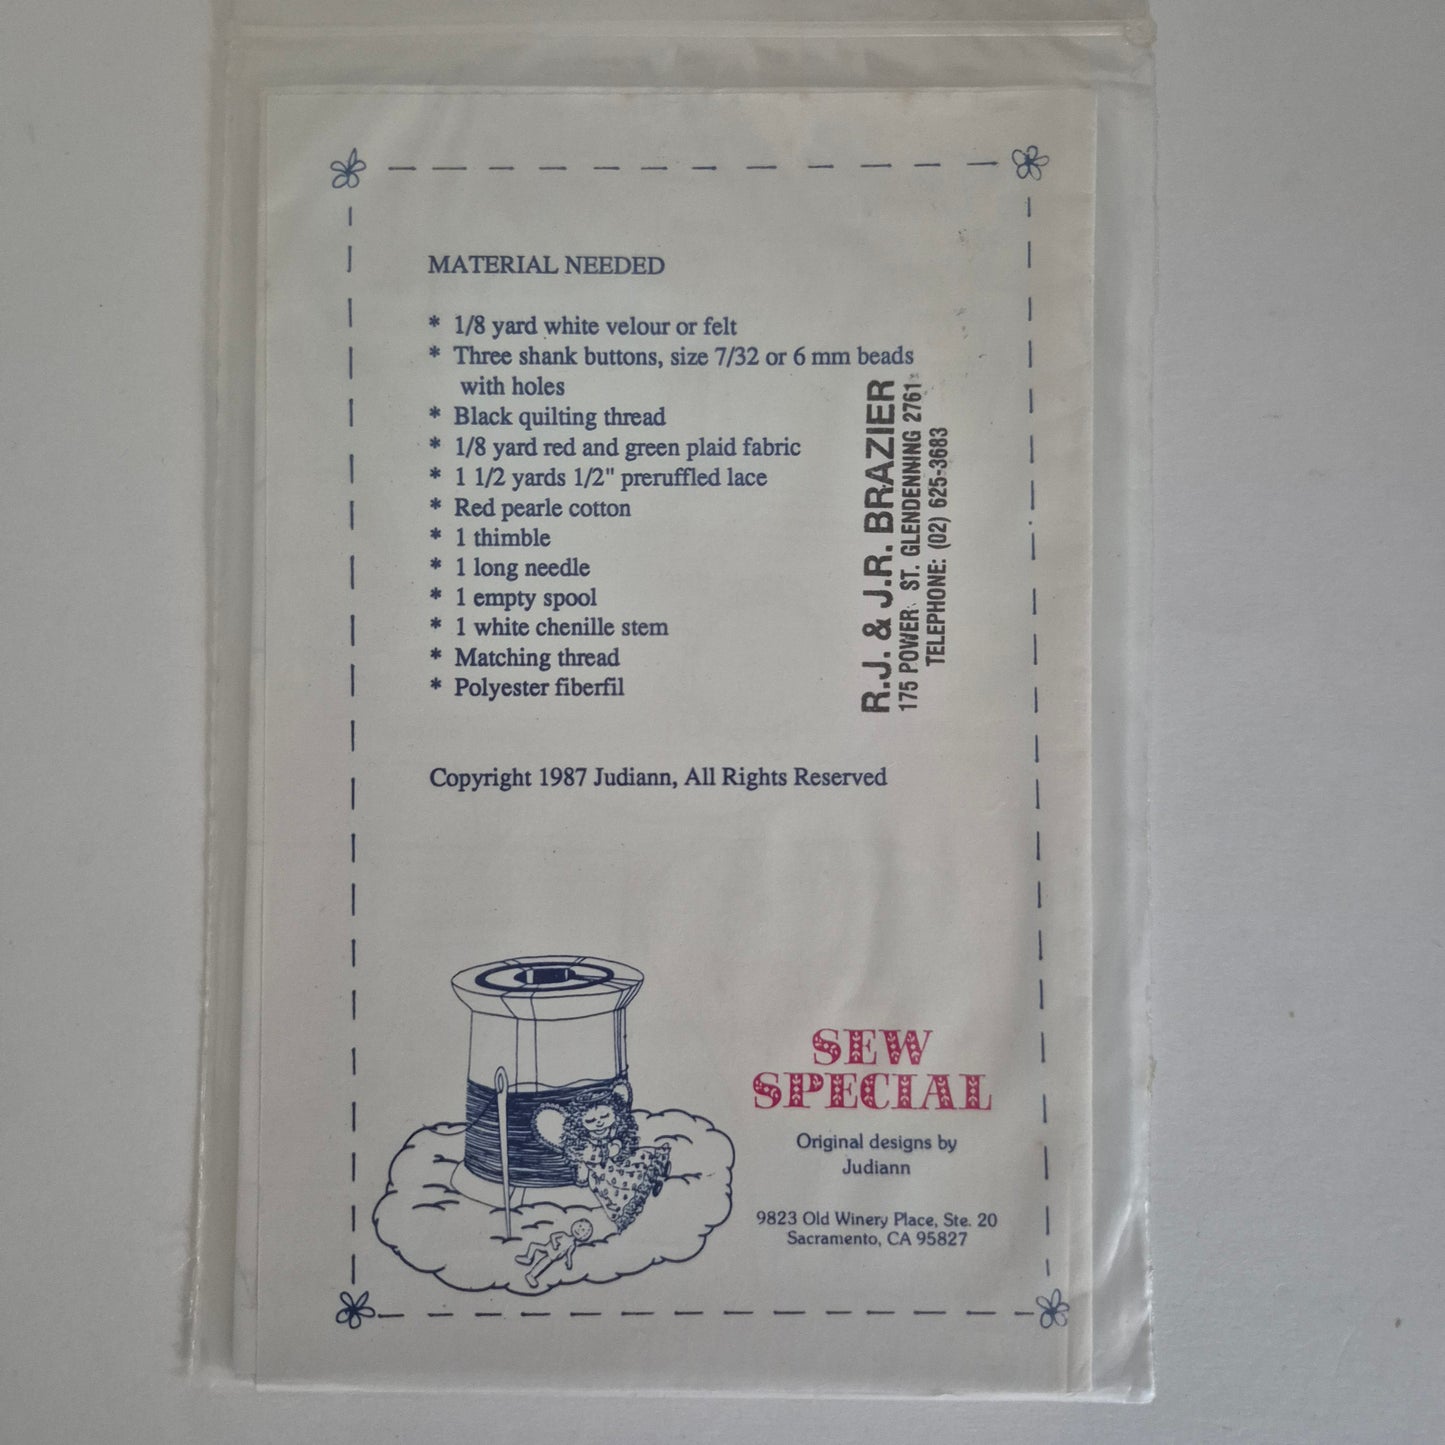 MATERIAL NEEDED
* 1/8 yard white velour or felt
* Three shank buttons, size 7/32 or 6 mm beads
with holes
* Black quilting thread
* 1/8 yard red and green plaid fabric
* 1 1/2 yards 1/2" preruffled lace
* Red pearle cotton
* 1 thimble
* 1 long needle
* 1 empty spool
* 1 white chenille stem
* Matching thread
* Polyester fiberfil
R.J. & J.R. BRAZIER
175 POWER ST. GLENDENNING 2761
TELEPHONE: (02) 625-3683
Copyright 1987 Judiann, All Rights Reserved
SEW
SPECIAL
Original designs by
Judiann
9823 Old Winery Place, Ste. 20
Sacramento, CA 95827